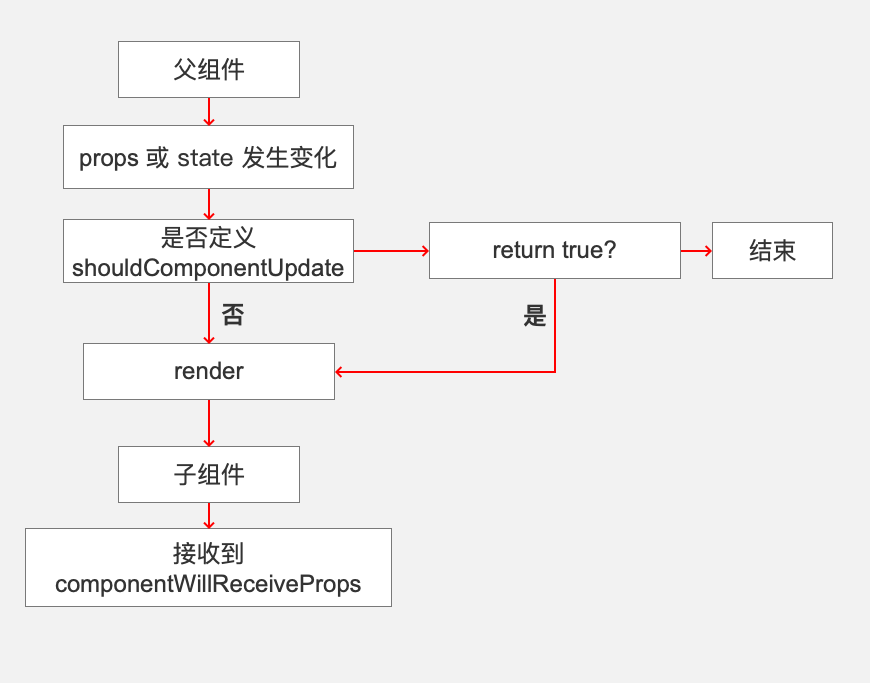 父组件
props 或 state 发生变化
是否定义
shouldComponentUpdate
return true?
结束
否
是
render
子组件
接收到
componentWillReceiveProps